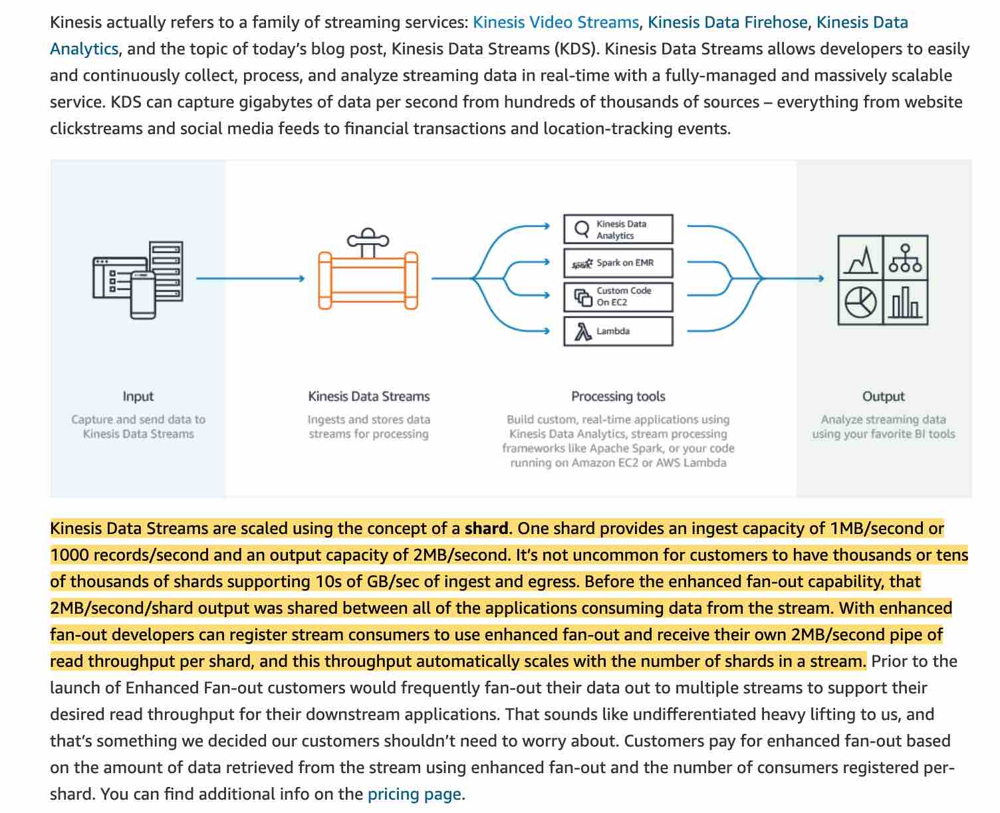 Kinesis actually refers to a family of streaming services: Kinesis Video Streams, Kinesis Data Firehose, Kinesis Data
Analytics, and the topic of today’s blog post, Kinesis Data Streams (KDS). Kinesis Data Streams allows developers to easily
and continuously collect, process, and analyze streaming data in real-time with a fully-managed and massively scalable
service. KDS can capture gigabytes of data per second from hundreds of thousands of sources – everything from website
clickstreams and social media feeds to financial transactions and location-tracking events.
Kinesis Data
Analytics
Spark Spark on EMR
Custom Code
On EC2
Lambda
Input
Capture and send data to
Kinesis Data Streams
Kinesis Data Streams
Ingests and stores data
streams for processing
Processing tools
Build custom, real-time applications using
Kinesis Data Analytics, stream processing
frameworks like Apache Spark, or your code
running on Amazon EC2 or AWS Lambda
Output
Analyze streaming data
using your favorite BI tools
Kinesis Data Streams are scaled using the concept of a shard. One shard provides an ingest capacity of 1MB/second or
1000 records/second and an output capacity of 2MB/second. It’s not uncommon for customers to have thousands or tens
of thousands of shards supporting 10s of GB/sec of ingest and egress. Before the enhanced fan-out capability, that
2MB/second/shard output was shared between all of the applications consuming data from the stream. With enhanced
fan-out developers can register stream consumers to use enhanced fan-out and receive their own 2MB/second pipe of
read throughput per shard, and this throughput automatically scales with the number of shards in a stream. Prior to the
launch of Enhanced Fan-out customers would frequently fan-out their data out to multiple streams to support their
desired read throughput for their downstream applications. That sounds like undifferentiated heavy lifting to us, and
that’s something we decided our customers shouldn’t need to worry about. Customers pay for enhanced fan-out based
on the amount of data retrieved from the stream using enhanced fan-out and the number of consumers registered per-
shard. You can find additional info on the pricing page.